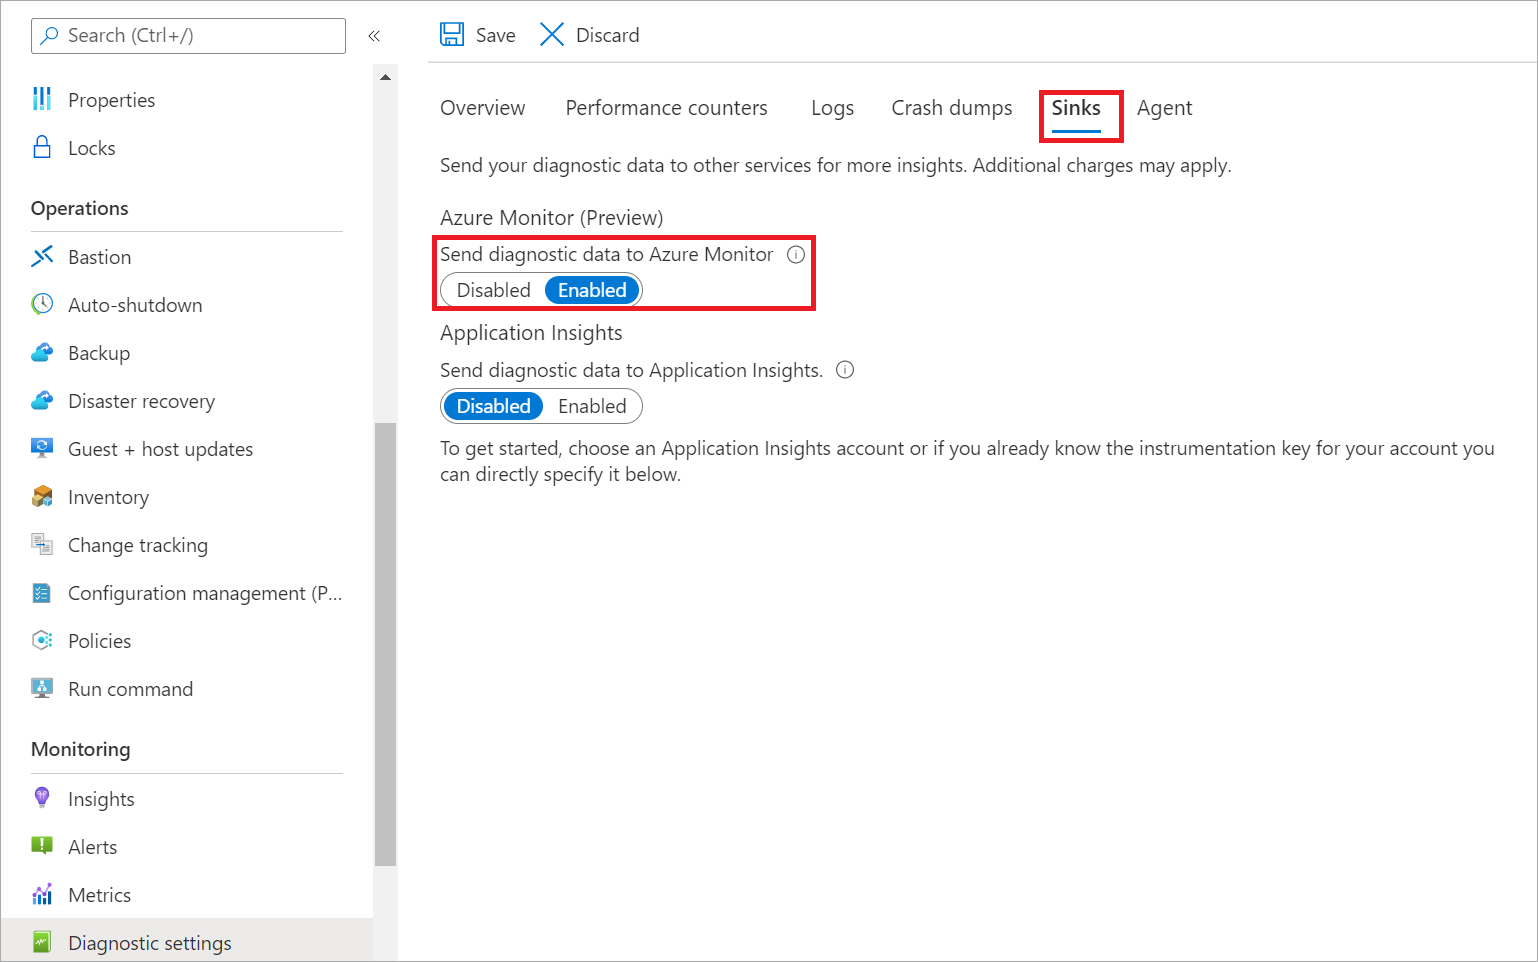 Search (Ctrl+/)
«
Properties
Locks
Operations
Bastion
Auto-shutdown
Backup
Disaster recovery
Guest + host updates
Inventory
Change tracking
Configuration management (P...
Policies
Run command
Monitoring
Insights
Alerts
Metrics
Diagnostic settings
Save
Discard
Overview
Performance counters
Logs
Crash dumps
Sinks
Agent
Send your diagnostic data to other services for more insights. Additional charges may apply.
Azure Monitor (Preview)
Send diagnostic data to Azure Monitor
Disabled
Enabled
Application Insights
Send diagnostic data to Application Insights.
Disabled
Enabled
To get started, choose an Application Insights account or if you already know the instrumentation key for your account you
can directly specify it below.